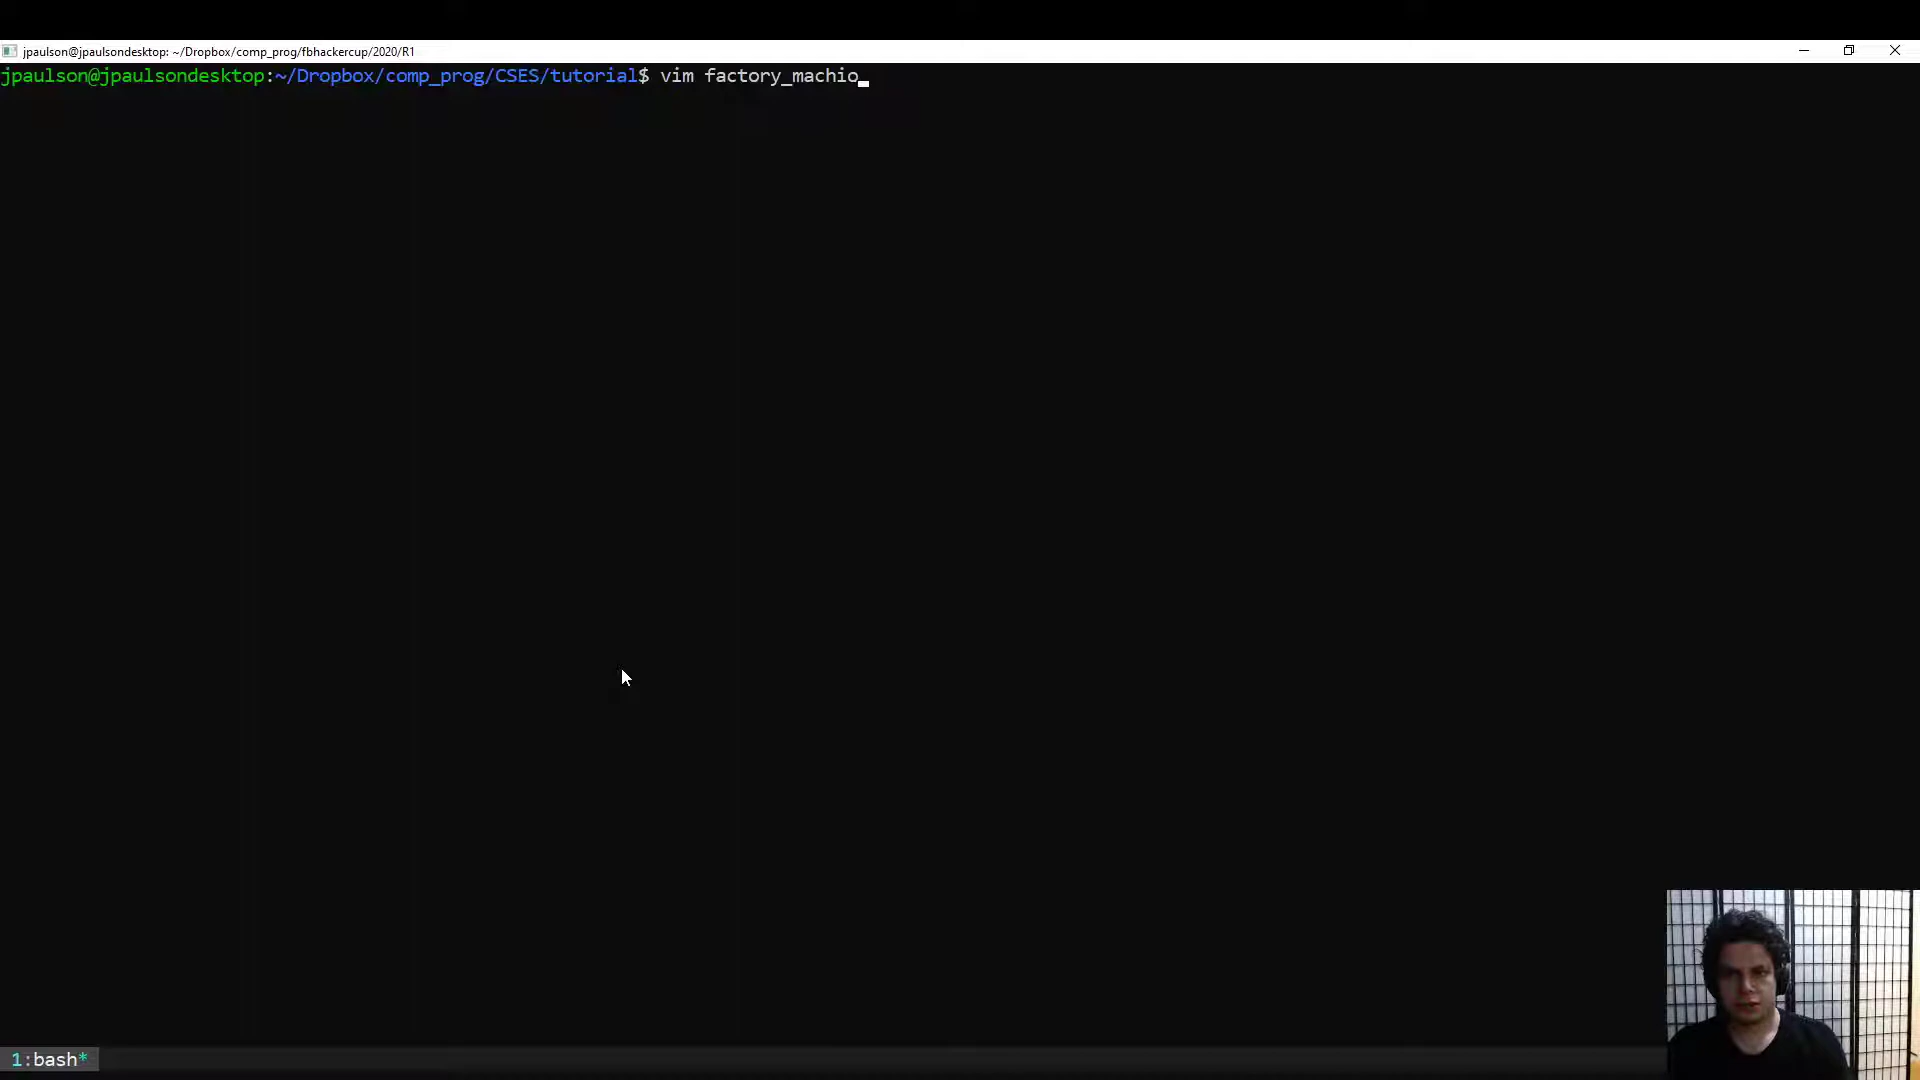 jpaulson@jpaulsondesktop: ~/Dropbox/comp_prog/fbhackercup/2020/R1
jpaulson@jpaulsondesktop:~/Dropbox/comp_prog/CSES/tutorial$ vim factory_machio
1:bash*